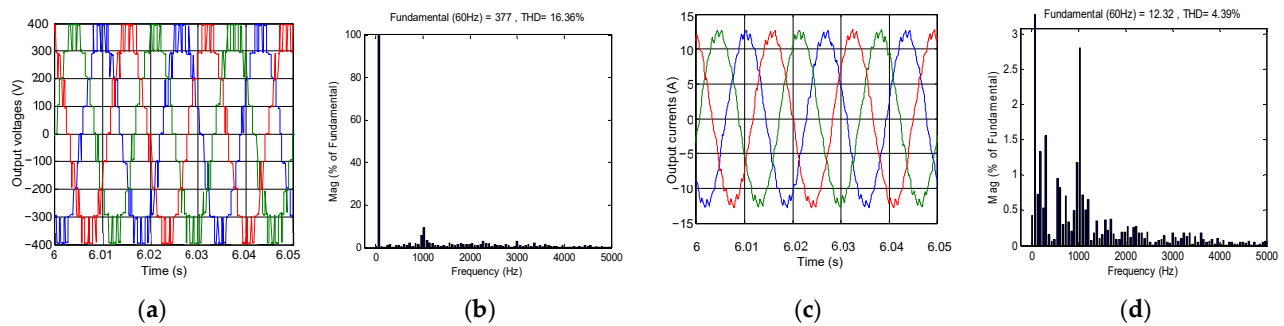 400
300
200
100
0
−100
−200
−300
−400
Output voltages (V)
6 6.01 6.02 6.03 6.04 6.05
Time (s)
(a)
Fundamental (60Hz) = 377 , THD= 16.36%
100
80
60
40
20
0
Mag (% of Fundamental)
0 1000 2000 3000 4000 5000
Frequency (Hz)
(b)
15
10
5
0
−5
−10
−15
Output currents (A)
6 6.01 6.02 6.03 6.04 6.05
Time (s)
(c)
Fundamental (60Hz) = 12.32 , THD= 4.39%
3
2.5
2
1.5
1
0.5
0
Mag (% of Fundamental)
0 1000 2000 3000 4000 5000
Frequency (Hz)
(d)